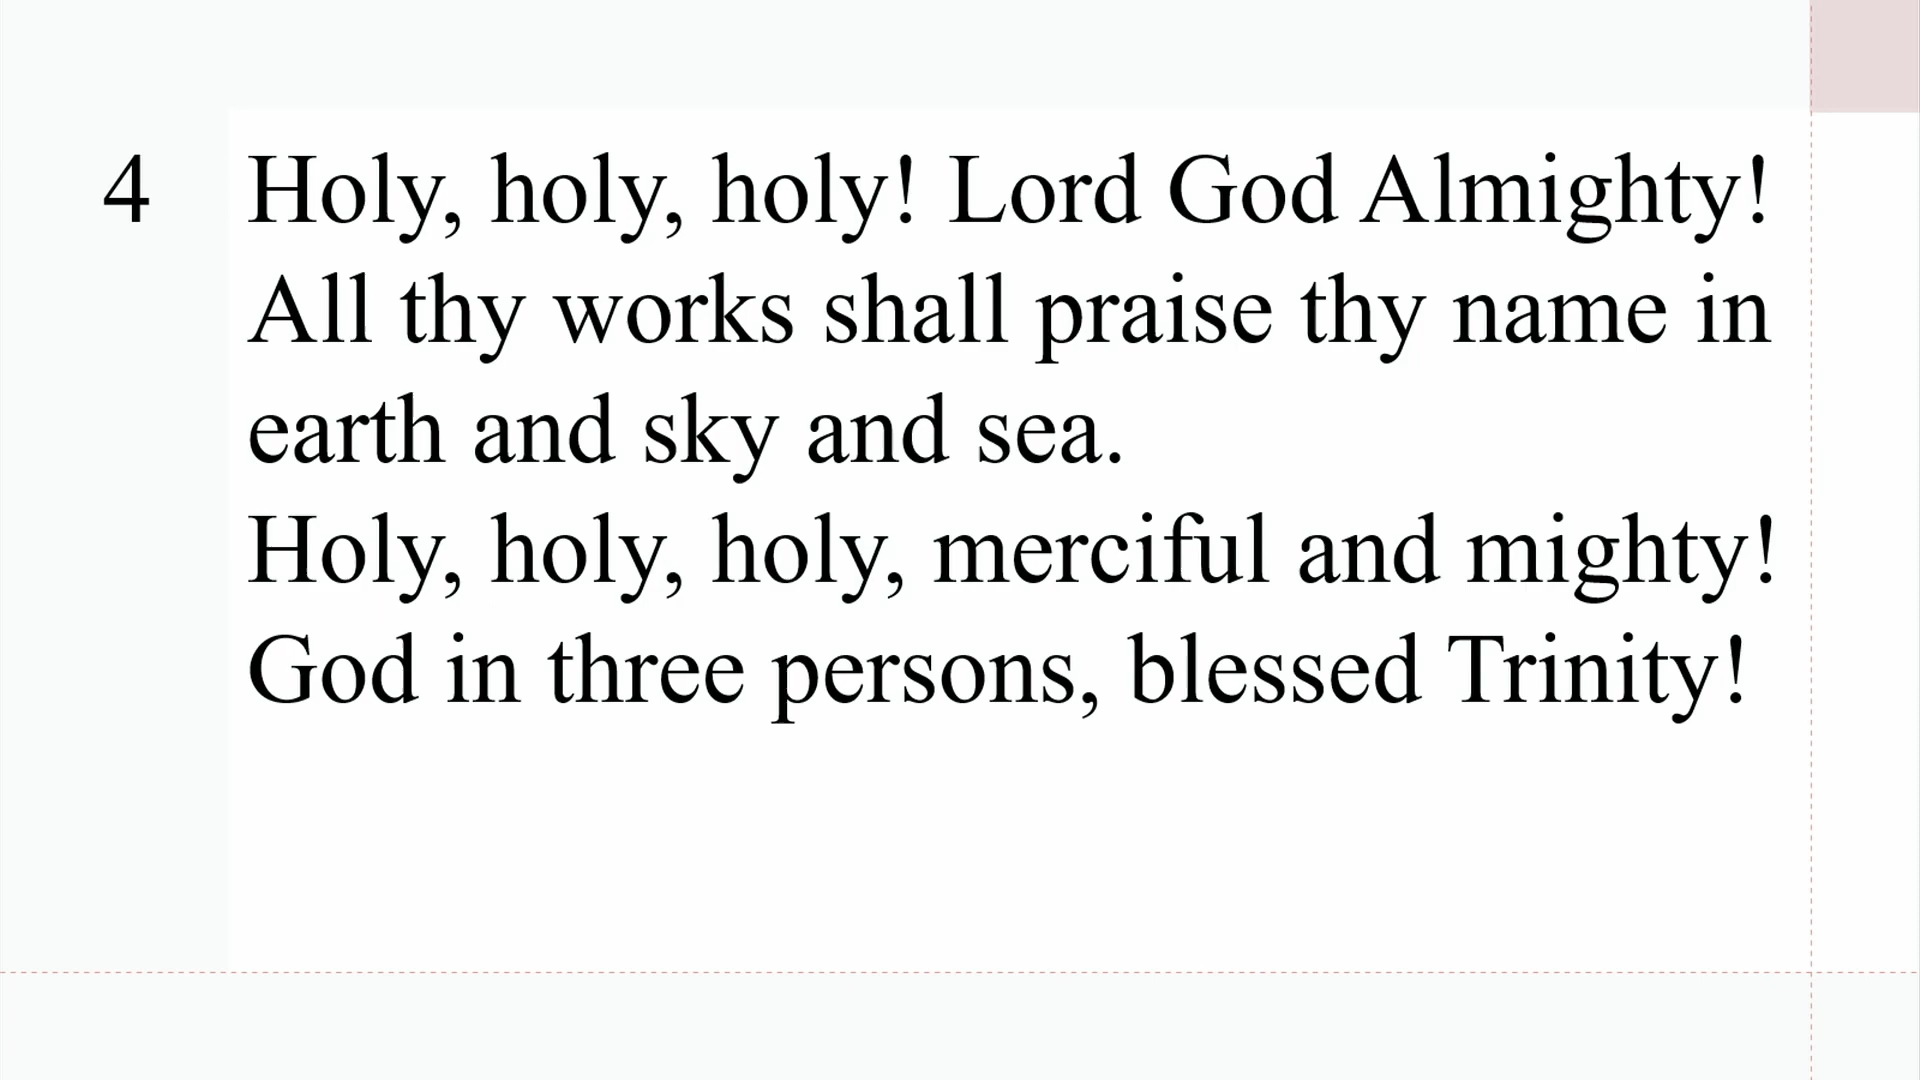 4 Holy, holy, holy! Lord God Almighty!
All thy works shall praise thy name in
earth and sky and sea.
Holy, holy, holy, merciful and mighty!
God in three persons, blessed Trinity!